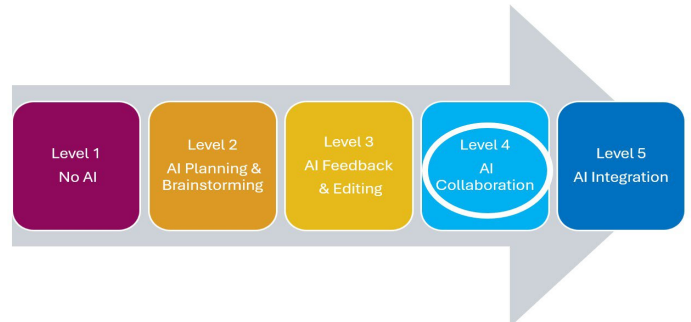 Level 1
No AI
Level 2
AI Planning &
Brainstorming
Level 3
AI Feedback
& Editing
Level 4
AI
Collaboration
Level 5
AI Integration